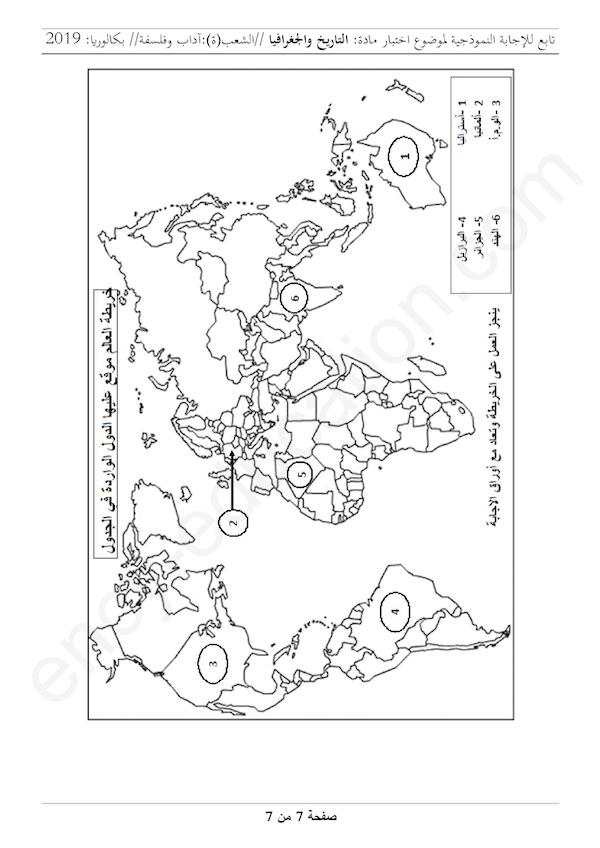 تابع للإجابة النموذجية لموضوع اختبار مادة: التاريخ والجغرافيا //الشعب(ة):آداب وفلسفة// بكالوريا: 2019
خريطة العالم موقع عليها الدول الواردة في الجدول
1
2
3
4
5
6
1 -أستراليا
2 -ألمانيا
3 -الو.م.أ
4- البرازيل
5- الجزائر
6- الهند
ينجز العمل على الخريطة وتعاد مع أوراق الاجابة
صفحة 7 من 7